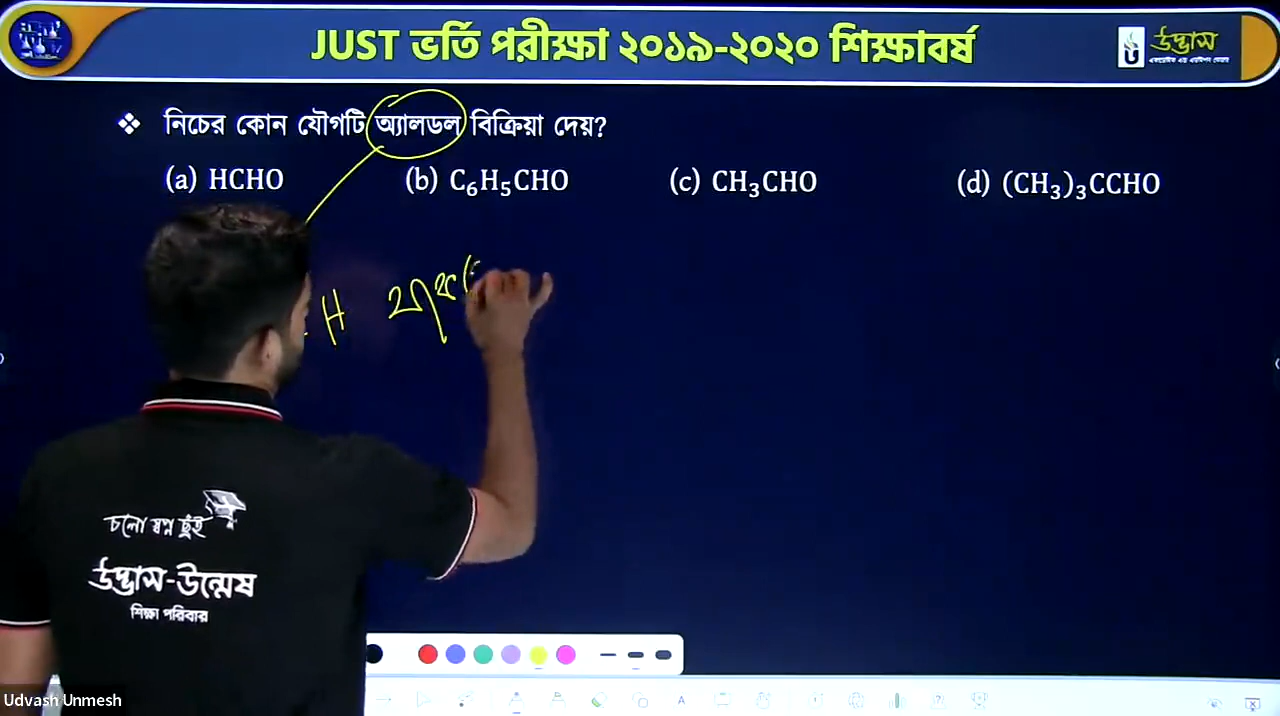 JUST ভর্তি পরীক্ষা ২০১৯-২০২০ শিক্ষাবর্ষ
উদ্ভাস
❖ নিচের কোন যৌগটি অ্যালডল বিক্রিয়া দেয়?
(a) HCHO (b) C₆H₅CHO (c) CH₃CHO (d) (CH₃)₃CCHO
H
চলো স্বপ্ন ছুঁই
উদ্ভাস-উন্মেষ
শিক্ষা পরিবার
Udvash Unmesh